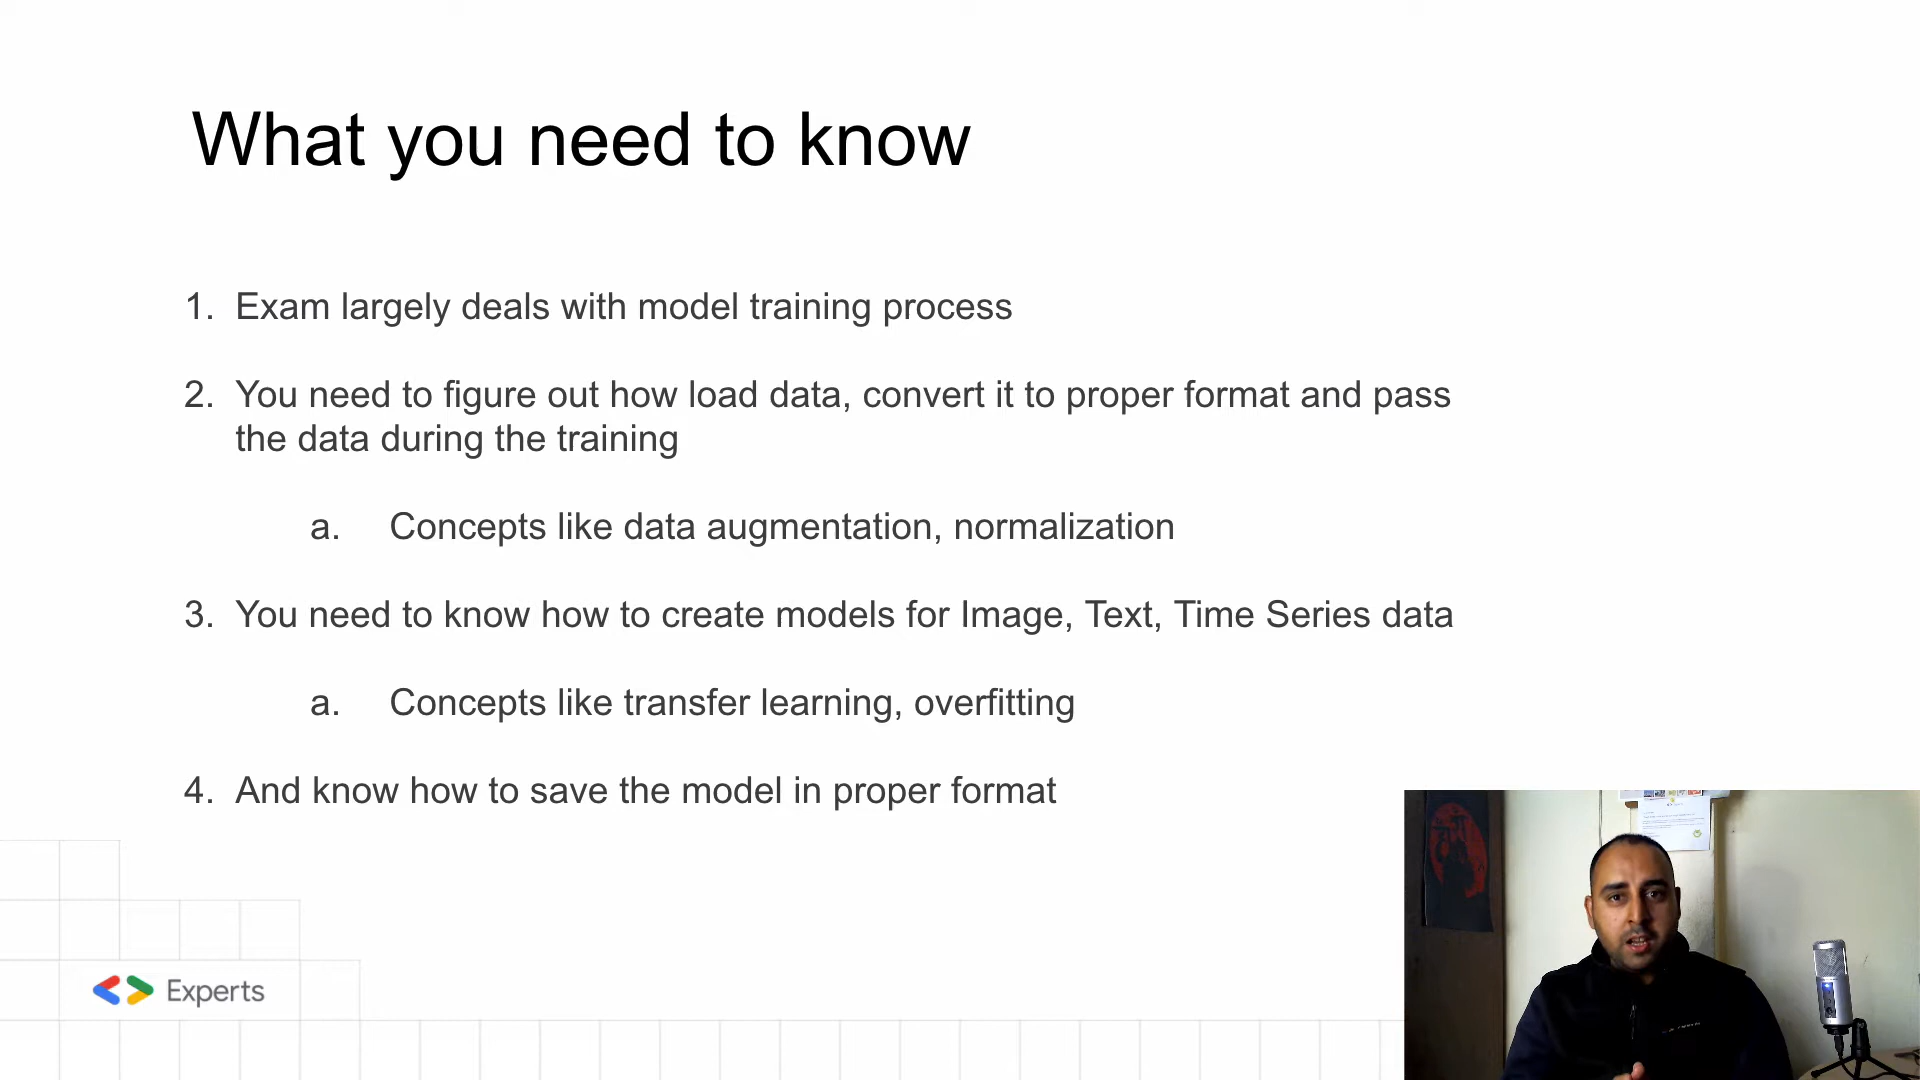 What you need to know
1. Exam largely deals with model training process
2. You need to figure out how load data, convert it to proper format and pass
the data during the training
a. Concepts like data augmentation, normalization
3. You need to know how to create models for Image, Text, Time Series data
a. Concepts like transfer learning, overfitting
4. And know how to save the model in proper format
Experts